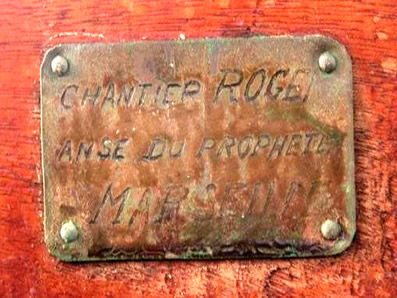 CHANTIER ROGER
ANSE DU PROPHETE
MARSEILLE